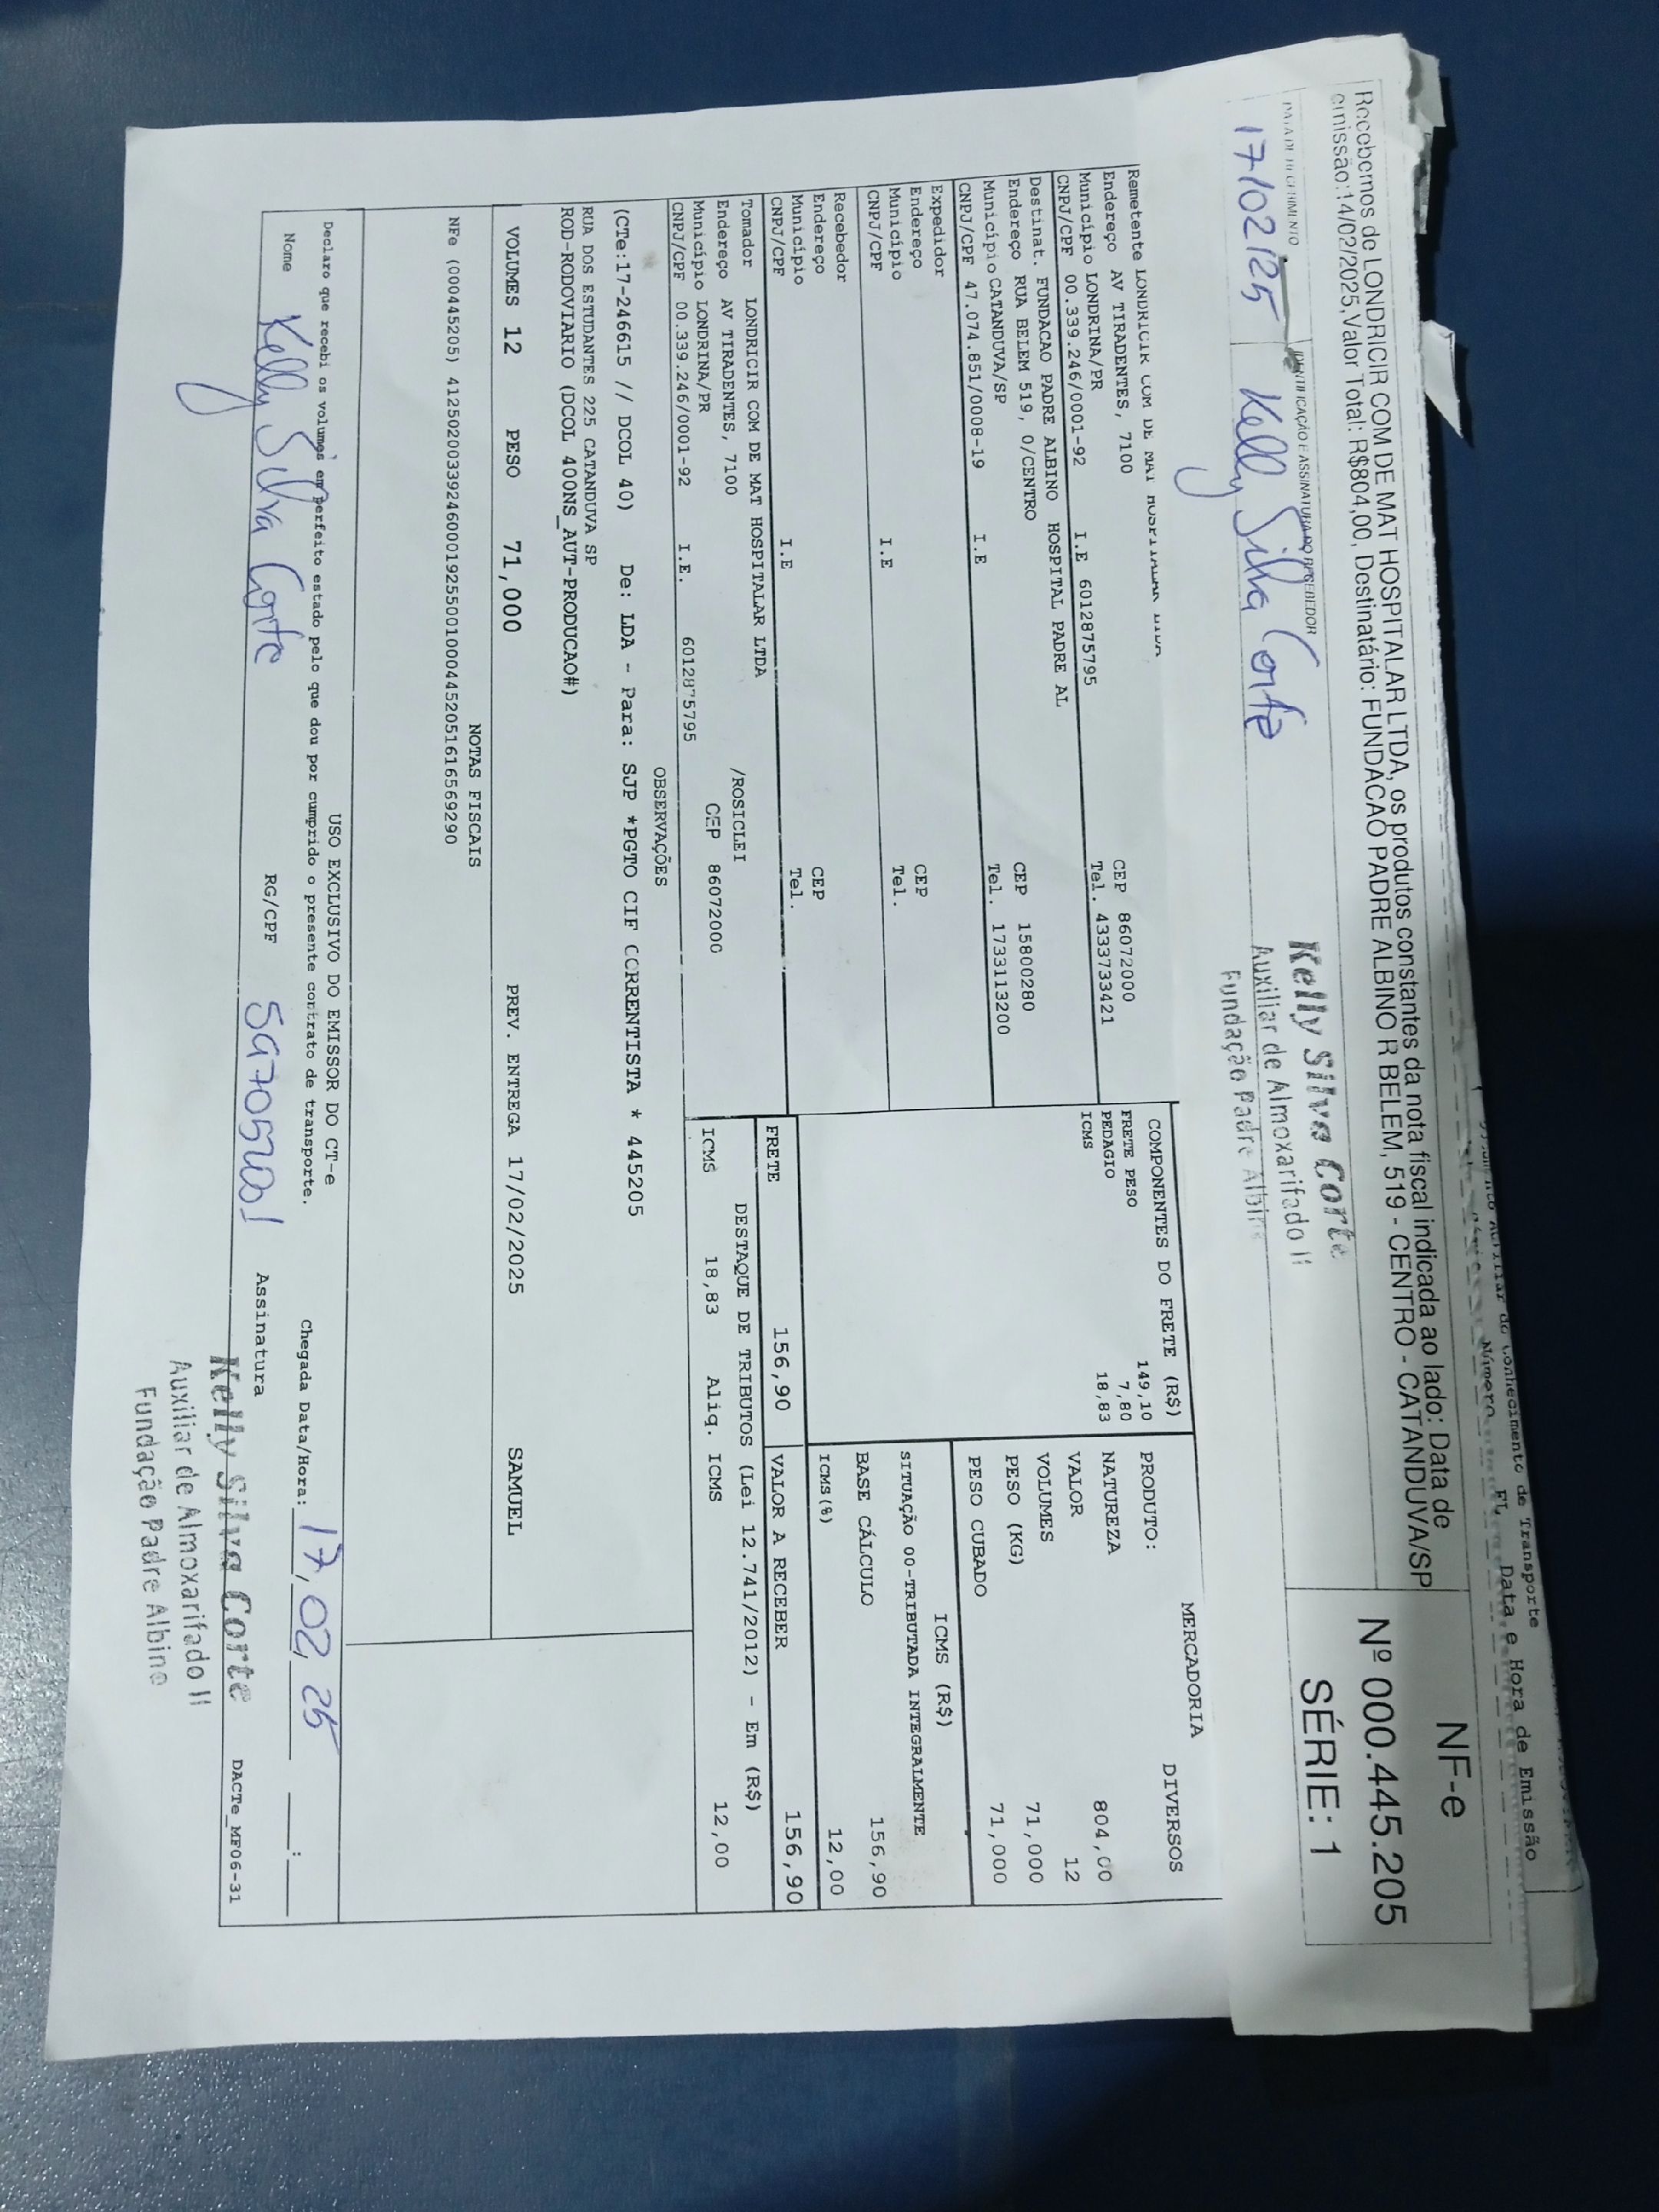 Data e Hora de Emissão
Recebemos de LONDRICIR COM DE MAT HOSPITALAR LTDA, os produtos constantes da nota fiscal indicada ao lado: Data de
emissão:14/02/2025,Valor Total: R$804,00, Destinatário: FUNDACAO PADRE ALBINO R BELEM, 519 - CENTRO - CATANDUVA/SP
NF-e
Nº 000.445.205
SÉRIE: 1
DATA DE RECEBIMENTO
IDENTIFICAÇÃO E ASSINATURA DO RECEBEDOR
17/02/25
Kelly Silva Corte
Kelly Silva Corte
Auxiliar de Almoxarifado II
Fundação Padre Albino
Remetente LONDRICIR COM DE MAT HOSPITALAR LTDA
Endereço AV TIRADENTES, 7100 CEP 86072000
Município LONDRINA/PR Tel. 4333733421
CNPJ/CPF 00.339.246/0001-92 I.E 6012875795
Destinat. FUNDACAO PADRE ALBINO HOSPITAL PADRE AL
Endereço RUA BELEM 519, 0/CENTRO CEP 15800280
Município CATANDUVA/SP Tel. 1733113200
CNPJ/CPF 47.074.851/0008-19 I.E
Expedidor
Endereço CEP
Município Tel.
CNPJ/CPF I.E
Recebedor
Endereço CEP
Município Tel.
CNPJ/CPF I.E
Tomador LONDRICIR COM DE MAT HOSPITALAR LTDA
Endereço AV TIRADENTES, 7100 /ROSICLEI
Município LONDRINA/PR CEP 86072000
CNPJ/CPF 00.339.246/0001-92 I.E. 6012875795
COMPONENTES DO FRETE (R$)
FRETE PESO 149,10
PEDAGIO 7,80
ICMS 18,83
MERCADORIA
PRODUTO: DIVERSOS
NATUREZA
VALOR 804,00
VOLUMES 12
PESO (KG) 71,000
PESO CUBADO 71,000
ICMS (R$)
SITUAÇÃO 00-TRIBUTADA INTEGRALMENTE
BASE CÁLCULO 156,90
ICMS(%) 12,00
FRETE 156,90
VALOR A RECEBER 156,90
DESTAQUE DE TRIBUTOS (Lei 12.741/2012) - Em (R$)
ICMS 18,83 Aliq. ICMS 12,00
OBSERVAÇÕES
(CTe:17-246615 // DCOL 40) De: LDA - Para: SJP *PGTO CIF CORRENTISTA * 445205
RUA DOS ESTUDANTES 225 CATANDUVA SP
ROD-RODOVIARIO (DCOL 400NS_AUT-PRODUCAO#)
VOLUMES 12 PESO 71,000 PREV. ENTREGA 17/02/2025 SAMUEL
NOTAS FISCAIS
NFe (000445205) 41250200339246000192550010004452051616569290
USO EXCLUSIVO DO EMISSOR DO CT-e
Declaro que recebi os volumes em perfeito estado pelo que dou por cumprido o presente contrato de transporte.
Chegada Data/Hora: 17/02/25 :
Nome Kelly Silva Corte RG/CPF Assinatura
Kelly Silva Corte
Auxiliar de Almoxarifado II
Fundação Padre Albino
DACTe_MF06-31